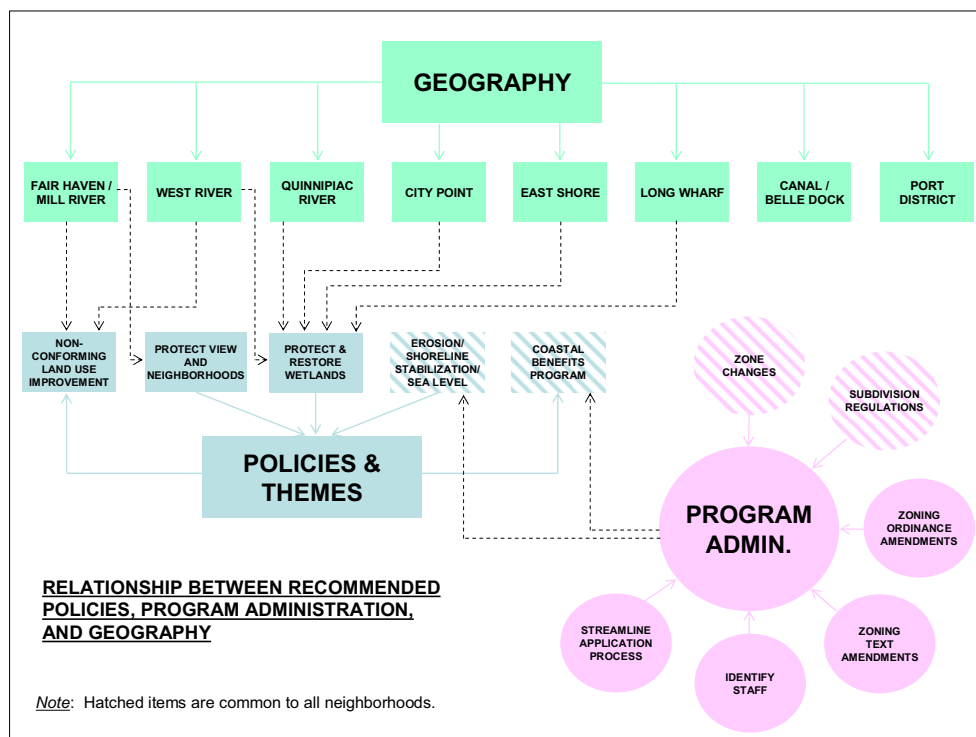 GEOGRAPHY
FAIR HAVEN /
MILL RIVER
WEST RIVER
QUINNIPIAC
RIVER
CITY POINT
EAST SHORE
LONG WHARF
CANAL /
BELLE DOCK
PORT
DISTRICT
NON-
CONFORMING
LAND USE
IMPROVEMENT
PROTECT VIEW
AND
NEIGHBORHOODS
PROTECT &
RESTORE
WETLANDS
EROSION/
SHORELINE
STABILIZATION/
SEA LEVEL
COASTAL
BENEFITS
PROGRAM
ZONE
CHANGES
SUBDIVISION
REGULATIONS
POLICIES &
THEMES
PROGRAM
ADMIN.
ZONING
ORDINANCE
AMENDMENTS
RELATIONSHIP BETWEEN RECOMMENDED
POLICIES, PROGRAM ADMINISTRATION,
AND GEOGRAPHY
STREAMLINE
APPLICATION
PROCESS
IDENTIFY
STAFF
ZONING
TEXT
AMENDMENTS
Note:  Hatched items are common to all neighborhoods.